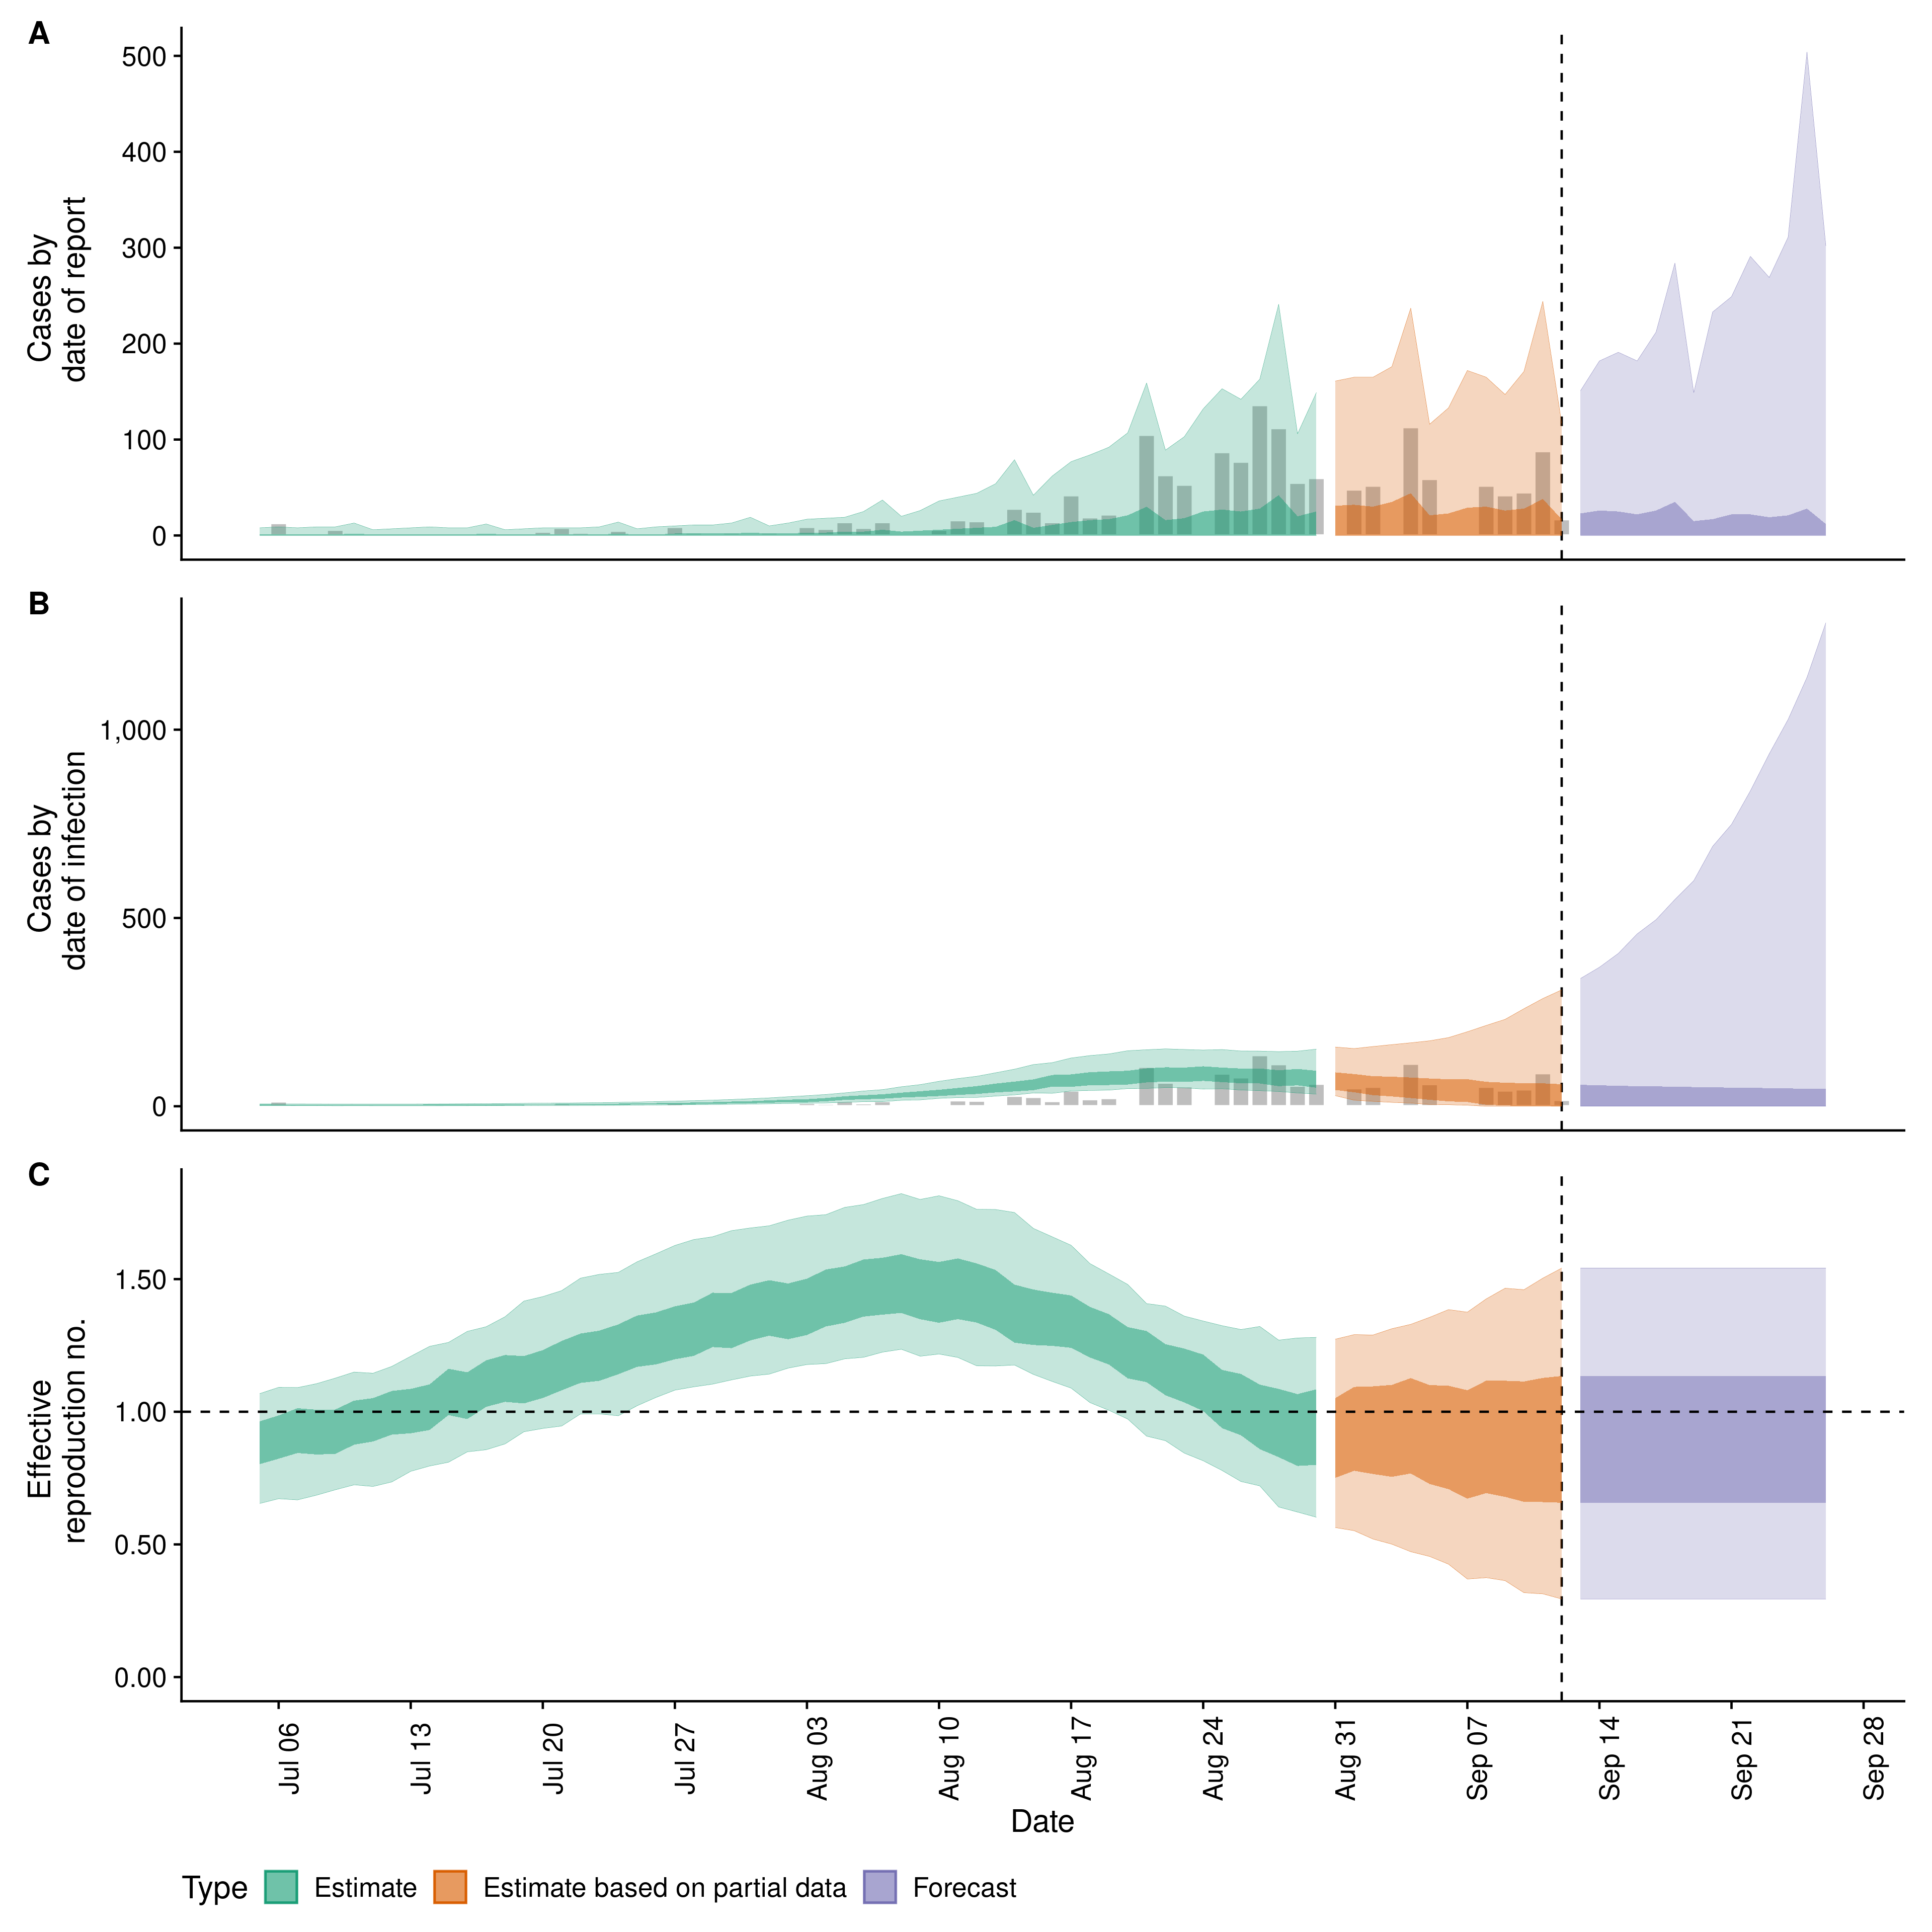 A
500
400
300
200
100
0
Cases by
date of report
B
1,000
500
0
Cases by
date of infection
C
1.50
1.00
0.50
0.00
Effective
reproduction no.
Jul 06
Jul 13
Jul 20
Jul 27
Aug 03
Aug 10
Aug 17
Aug 24
Aug 31
Sep 07
Sep 14
Sep 21
Sep 28
Date
Type Estimate Estimate based on partial data Forecast